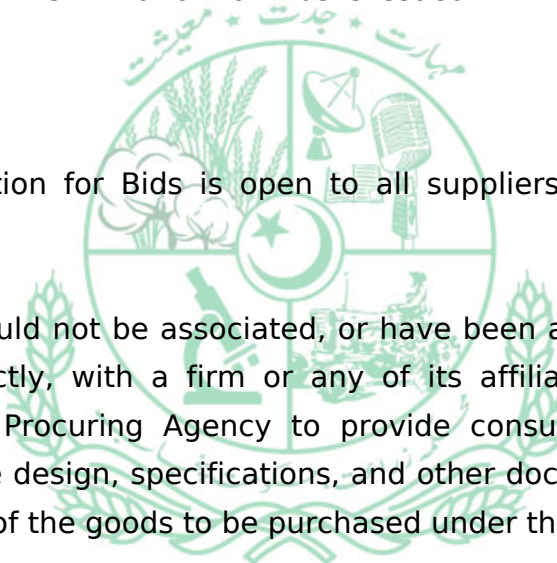 مہارت ٭ جدت ٭ معیشت
tion for Bids is open to all suppliers
uld not be associated, or have been a
ctly, with a firm or any of its affilia
Procuring Agency to provide consu
e design, specifications, and other doc
of the goods to be purchased under th